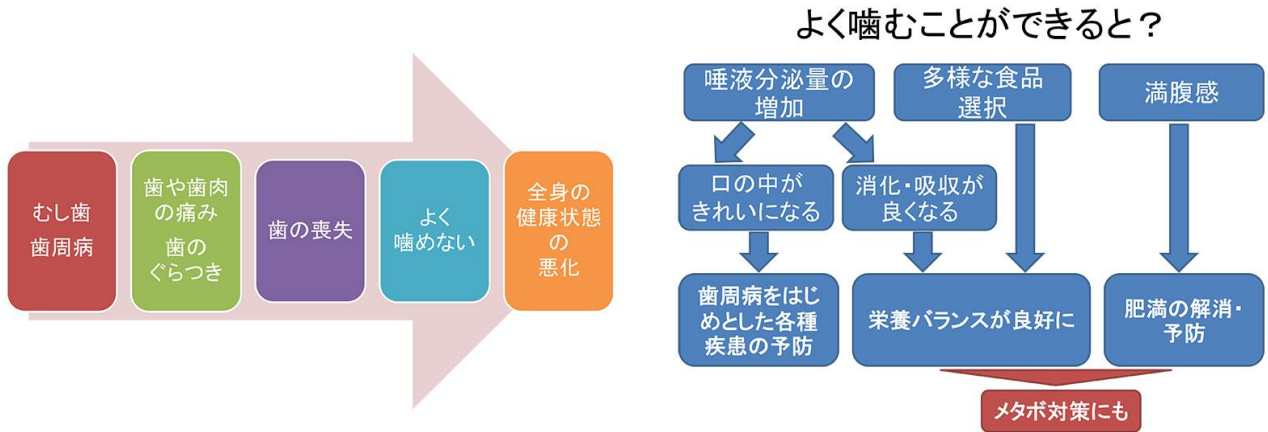 むし歯
歯周病
歯や歯肉
の痛み
歯の
ぐらつき
歯の喪失
よく
噛めない
全身の
健康状態
の
悪化
よく噛むことができると？
唾液分泌量の
増加
多様な食品
選択
満腹感
口の中が
きれいになる
消化・吸収が
良くなる
歯周病をはじ
めとした各種
疾患の予防
栄養バランスが良好に
肥満の解消・
予防
メタボ対策にも